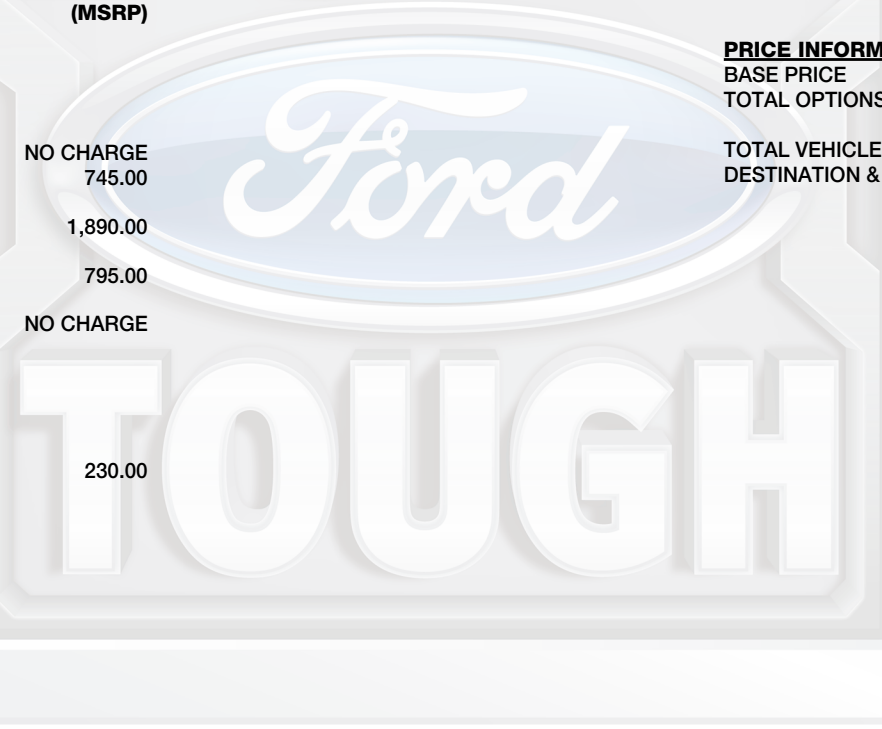 (MSRP)
NO CHARGE
745.00
1,890.00
795.00
NO CHARGE
230.00
PRICE INFORM
BASE PRICE
TOTAL OPTIONS
TOTAL VEHICLE
DESTINATION &
Ford
TOUGH